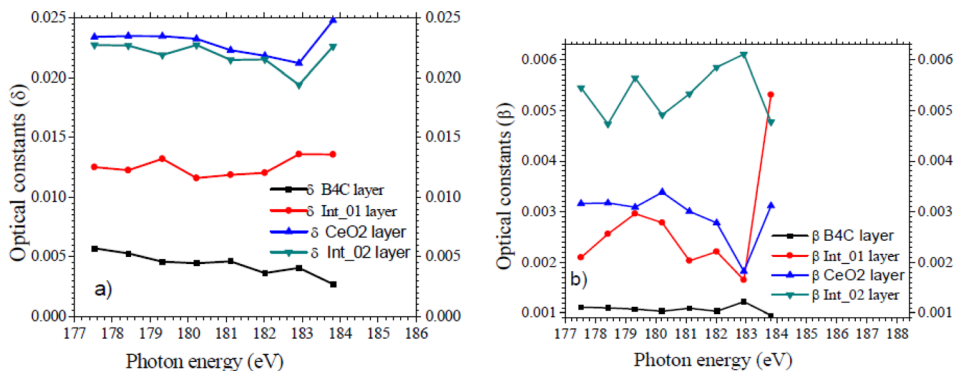 0.025
0.020
0.015
0.010
0.005
0.000
Optical constants (δ)
0.025
0.020
0.015
0.010
0.005
0.000
δ B4C layer
δ Int_01 layer
δ CeO2 layer
δ Int_02 layer
a)
177 178 179 180 181 182 183 184 185 186
Photon energy (eV)
0.006
0.005
0.004
0.003
0.002
0.001
Optical constants (β)
0.006
0.005
0.004
0.003
0.002
0.001
β B4C layer
β Int_01 layer
β CeO2 layer
β Int_02 layer
b)
177 178 179 180 181 182 183 184 185 186 187 188
Photon energy (eV)